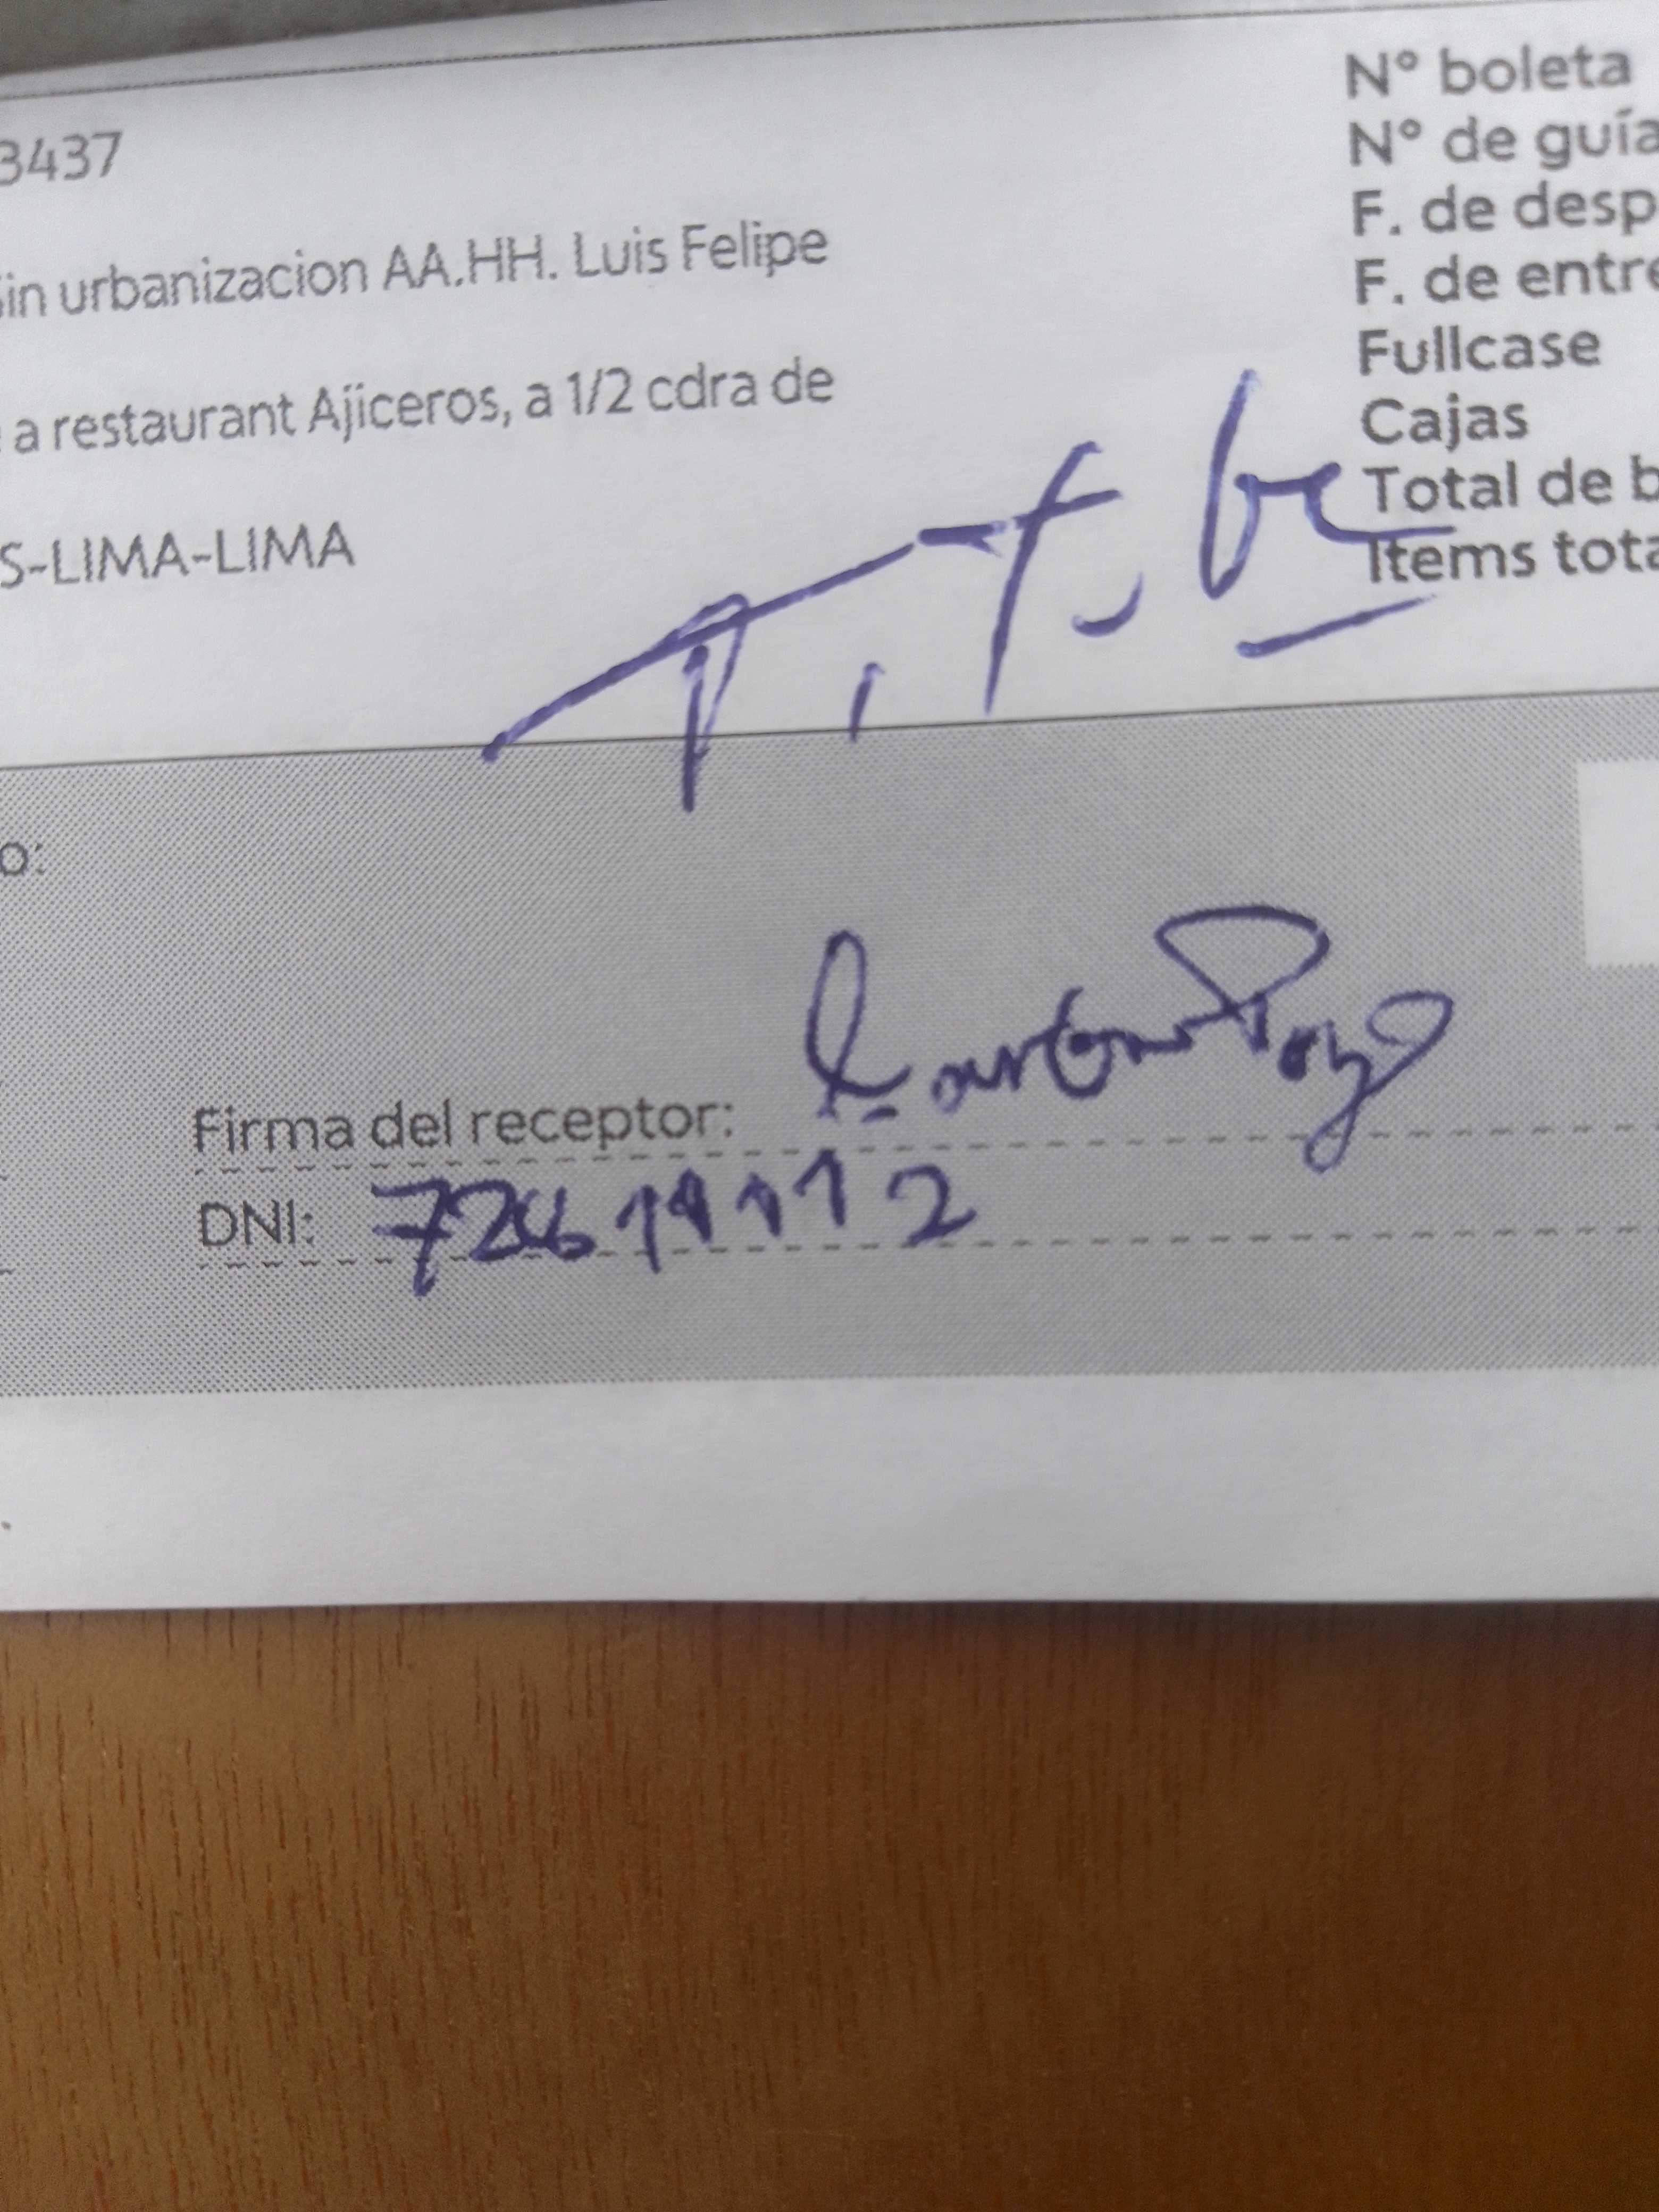 3437
Sin urbanizacion AA.HH. Luis Felipe
a restaurant Ajiceros, a 1/2 cdra de
S-LIMA-LIMA
N° boleta
N° de guía
F. de desp
F. de entre
Fullcase
Cajas
Total de b
Items tota
o:
Firma del receptor:
DNI: